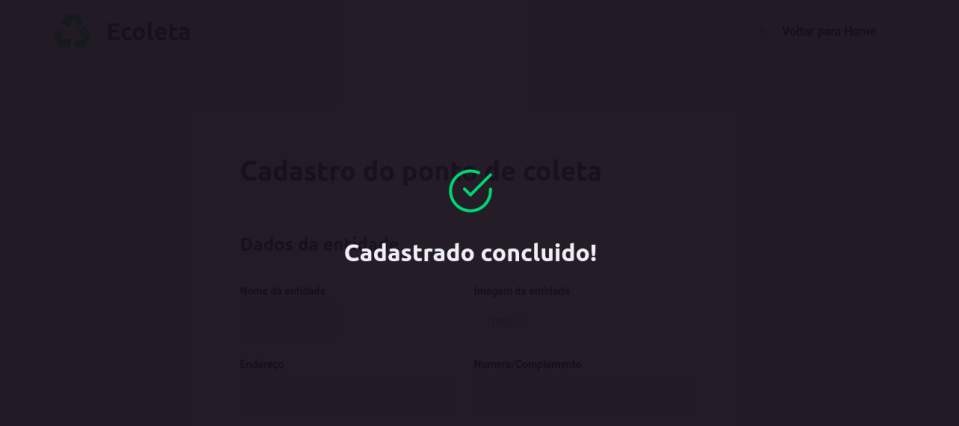 Ecoleta
Voltar para Home
Cadastro do ponto de coleta
Dados da entidade
Cadastrado concluido!
Nome da entidade
Imagem da entidade
Endereço
Numero/Complemento